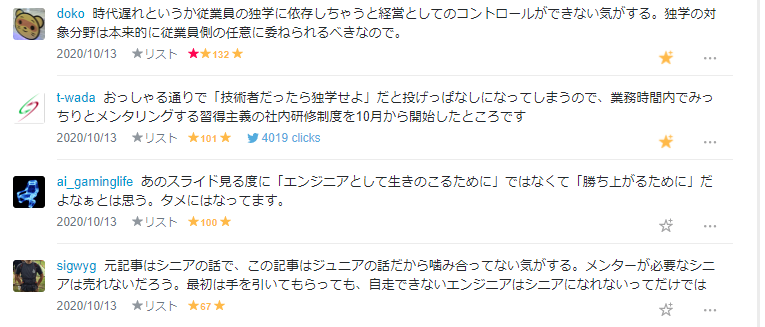 doko 時代遅れというか従業員の独学に依存しちゃうと経営としてのコントロールができない気がする。独学の対
象分野は本来的に従業員側の任意に委ねられるべきなので。
2020/10/13 ★リスト ★★132★
t-wada おっしゃる通りで「技術者だったら独学せよ」だと投げっぱなしになってしまうので、業務時間内でみっ
ちりとメンタリングする習得主義の社内研修制度を10月から開始したところです
2020/10/13 ★リスト ★101★ 4019 clicks
ai_gaminglife あのスライド見る度に「エンジニアとして生きのこるために」ではなくて「勝ち上がるために」だ
よなぁとは思う。タメにはなってます。
2020/10/13 ★リスト ★100★
sigwyg 元記事はシニアの話で、この記事はジュニアの話だから噛み合ってない気がする。メンターが必要なシニ
アは売れないだろう。最初は手を引いてもらっても、自走できないエンジニアはシニアになれないってだけでは
2020/10/13 ★リスト ★67★